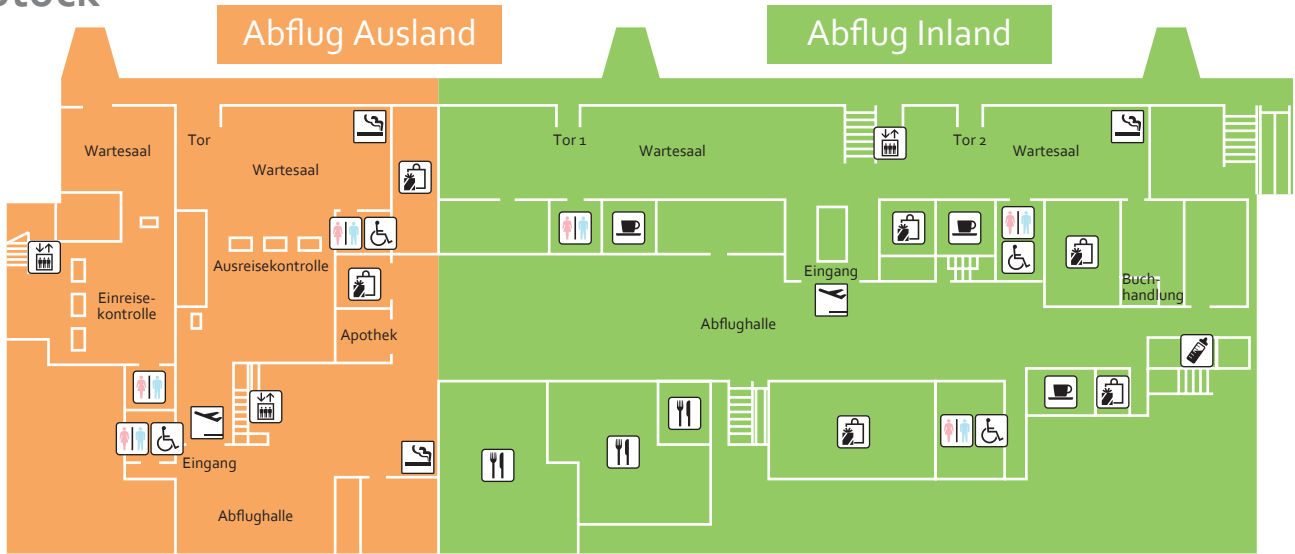 Abflug Ausland
Abflug Inland
Wartesaal
Tor
Wartesaal
Tor 1
Wartesaal
Tor 2
Wartesaal
Ausreisekontrolle
Einreise-
kontrolle
Apothek
Eingang
Abflughalle
Eingang
Abflughalle
Buch-
handlung